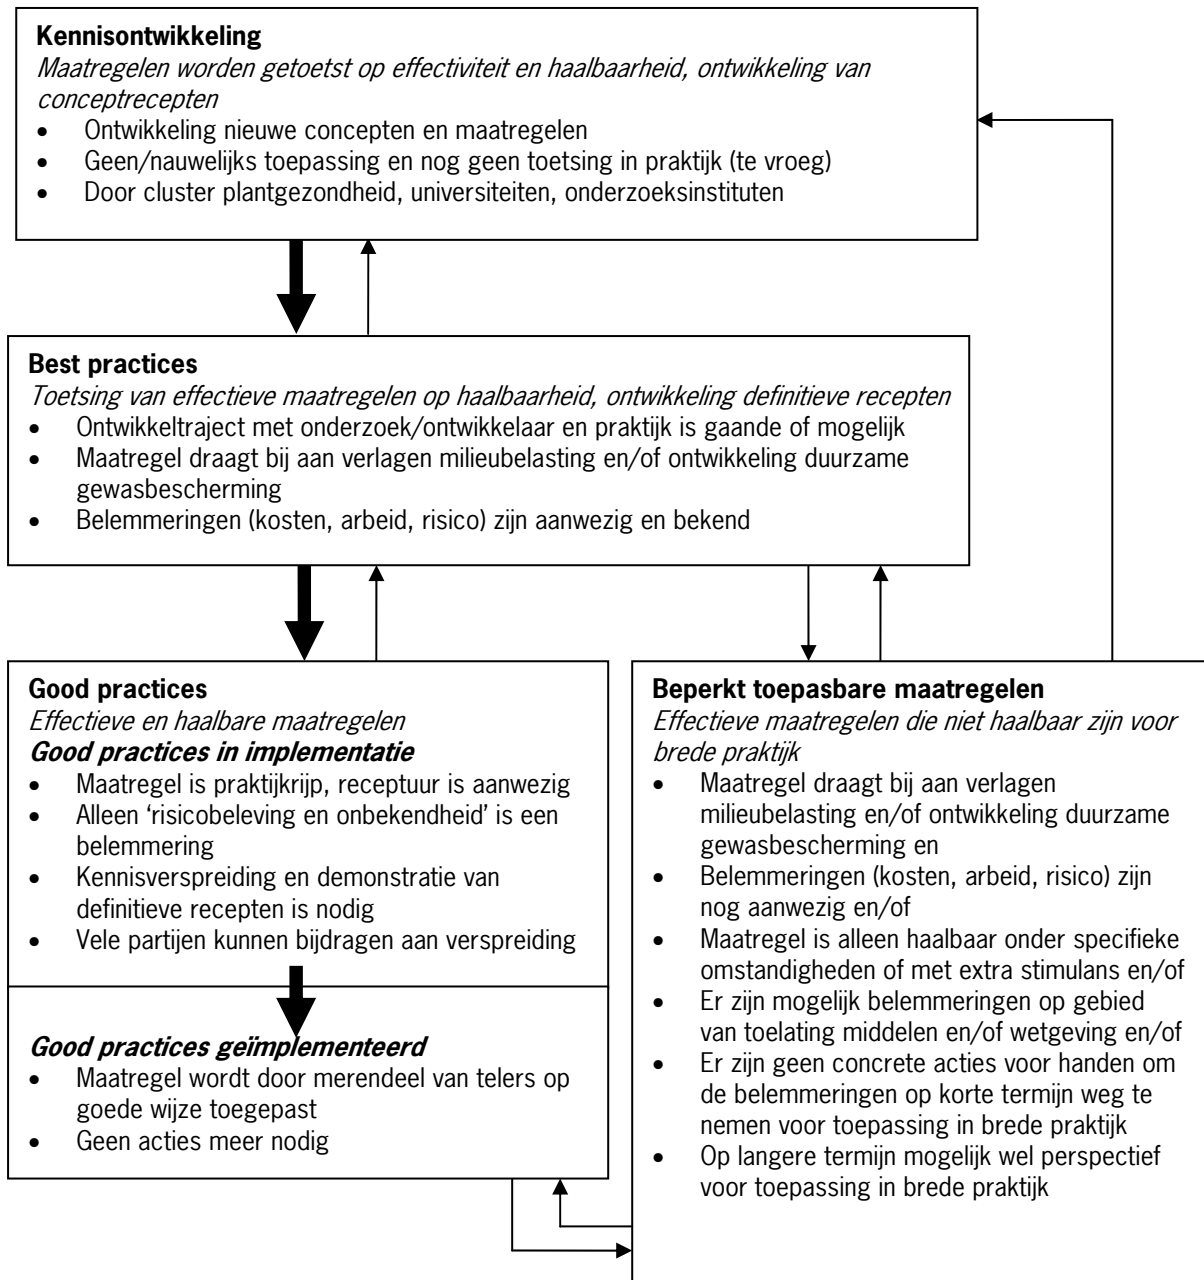 Kennisontwikkeling
Maatregelen worden getoetst op effectiviteit en haalbaarheid, ontwikkeling van
conceptrecepten
• Ontwikkeling nieuwe concepten en maatregelen
• Geen/nauwelijks toepassing en nog geen toetsing in praktijk (te vroeg)
• Door cluster plantgezondheid, universiteiten, onderzoeksinstituten
Best practices
Toetsing van effectieve maatregelen op haalbaarheid, ontwikkeling definitieve recepten
• Ontwikkeltraject met onderzoek/ontwikkelaar en praktijk is gaande of mogelijk
• Maatregel draagt bij aan verlagen milieubelasting en/of ontwikkeling duurzame
gewasbescherming
• Belemmeringen (kosten, arbeid, risico) zijn aanwezig en bekend
Good practices
Effectieve en haalbare maatregelen
Good practices in implementatie
• Maatregel is praktijkrijp, receptuur is aanwezig
• Alleen ‘risicobeleving en onbekendheid’ is een
belemmering
• Kennisverspreiding en demonstratie van
definitieve recepten is nodig
• Vele partijen kunnen bijdragen aan verspreiding
Good practices geïmplementeerd
• Maatregel wordt door merendeel van telers op
goede wijze toegepast
• Geen acties meer nodig
Beperkt toepasbare maatregelen
Effectieve maatregelen die niet haalbaar zijn voor
brede praktijk
• Maatregel draagt bij aan verlagen
milieubelasting en/of ontwikkeling duurzame
gewasbescherming en
• Belemmeringen (kosten, arbeid, risico) zijn
nog aanwezig en/of
• Maatregel is alleen haalbaar onder specifieke
omstandigheden of met extra stimulans en/of
• Er zijn mogelijk belemmeringen op gebied
van toelating middelen en/of wetgeving en/of
• Er zijn geen concrete acties voor handen om
de belemmeringen op korte termijn weg te
nemen voor toepassing in brede praktijk
• Op langere termijn mogelijk wel perspectief
voor toepassing in brede praktijk